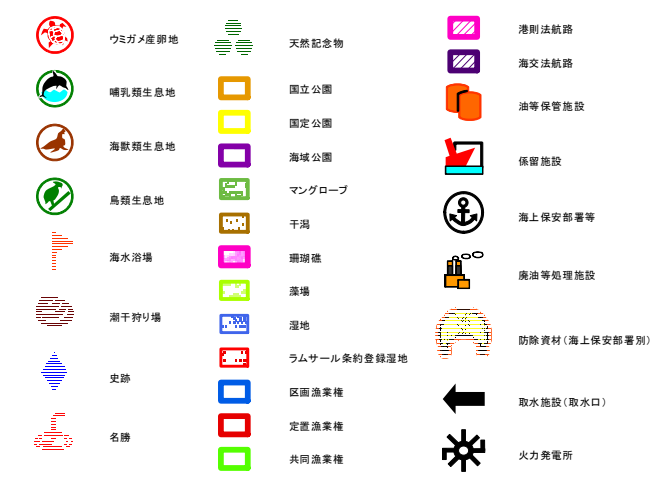 ウミガメ産卵地
哺乳類生息地
海獣類生息地
鳥類生息地
海水浴場
潮干狩り場
史跡
名勝
天然記念物
国立公園
国定公園
海域公園
マングローブ
干潟
珊瑚礁
藻場
湿地
ラムサール条約登録湿地
区画漁業権
定置漁業権
共同漁業権
港則法航路
海交法航路
油等保管施設
係留施設
海上保安部署等
廃油等処理施設
防除資材(海上保安部署別)
取水施設(取水口)
火力発電所